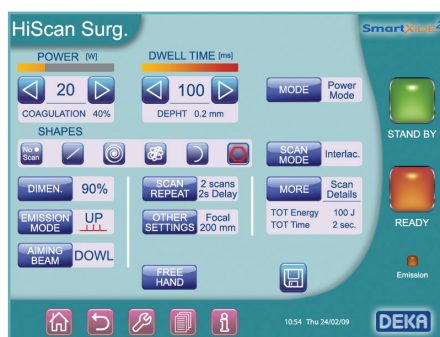 HiScan Surg.
SmartXide²
POWER [W]
DWELL TIME [ms]
20
100
MODE
Power
Mode
COAGULATION 40%
DEPHT 0.2 mm
STAND BY
SHAPES
No
Scan
SCAN
MODE
Interlac.
DIMEN.
90%
SCAN
REPEAT
2 scans
2s Delay
MORE
Scan
Details
EMISSION
MODE
UP
OTHER
SETTINGS
Focal
200 mm
TOT Energy 100 J
TOT Time 2 sec.
READY
AIMING
BEAM
DOWL
FREE
HAND
Emission
10:54 Thu 24/02/09
DEKA